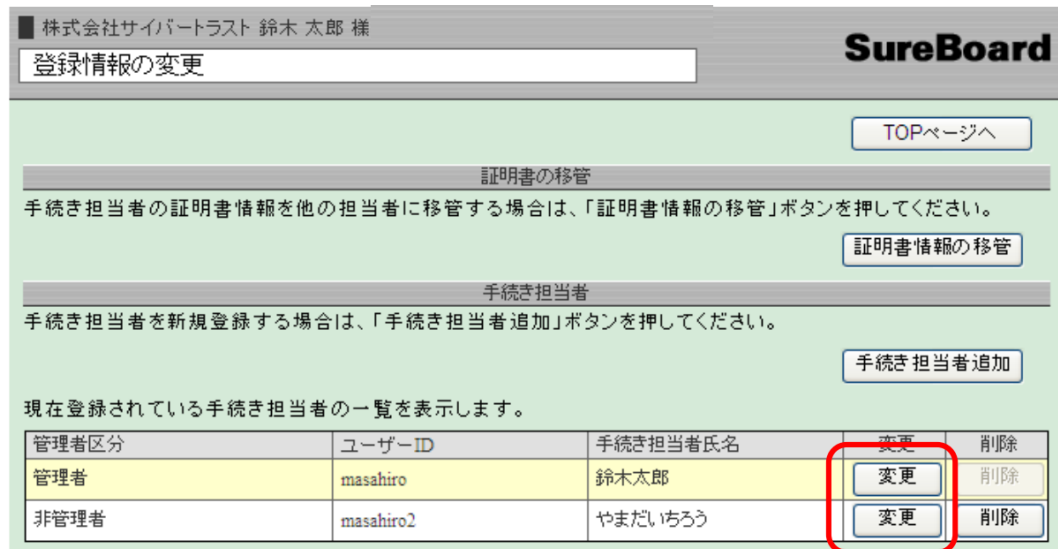 株式会社サイバートラスト 鈴木 太郎 様
登録情報の変更
SureBoard
TOPページへ
証明書の移管
手続き担当者の証明書情報を他の担当者に移管する場合は、「証明書情報の移管」ボタンを押してください。
証明書情報の移管
手続き担当者
手続き担当者を新規登録する場合は、「手続き担当者追加」ボタンを押してください。
手続き担当者追加
現在登録されている手続き担当者の一覧を表示します。
管理者区分 ユーザーID 手続き担当者氏名 変更 削除
管理者 masahiro 鈴木太郎 変更 削除
非管理者 masahiro2 やまだいちろう 変更 削除